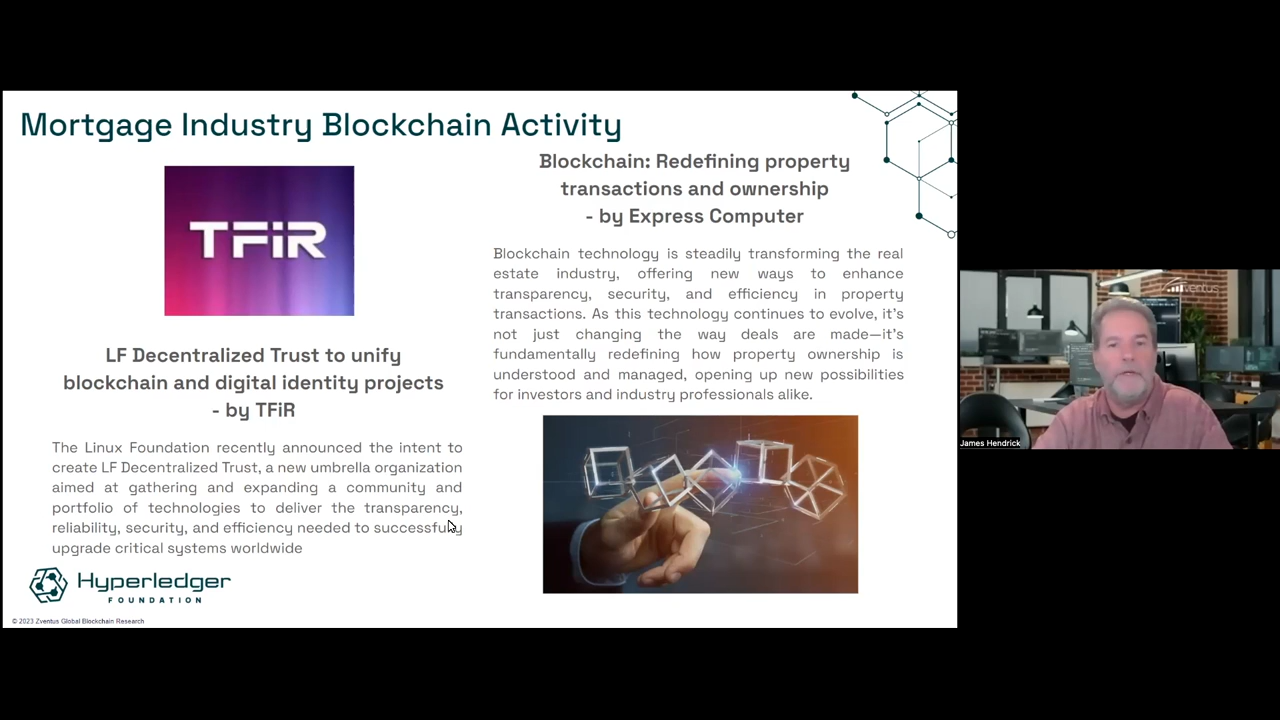 Mortgage Industry Blockchain Activity
TFiR
LF Decentralized Trust to unify
blockchain and digital identity projects
- by TFiR
The Linux Foundation recently announced the intent to
create LF Decentralized Trust, a new umbrella organization
aimed at gathering and expanding a community and
portfolio of technologies to deliver the transparency,
reliability, security, and efficiency needed to successfully
upgrade critical systems worldwide
Hyperledger
FOUNDATION
© 2023 Zventus Global Blockchain Research
Blockchain: Redefining property
transactions and ownership
- by Express Computer
Blockchain technology is steadily transforming the real
estate industry, offering new ways to enhance
transparency, security, and efficiency in property
transactions. As this technology continues to evolve, it's
not just changing the way deals are made—it's
fundamentally redefining how property ownership is
understood and managed, opening up new possibilities
for investors and industry professionals alike.
zventus
James Hendrick